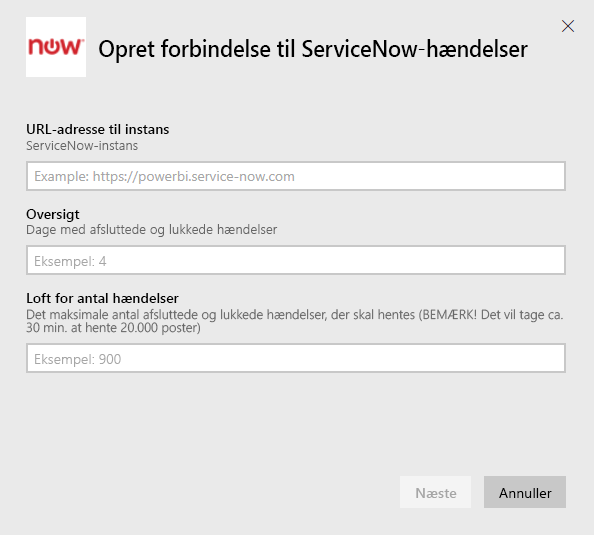 now
Opret forbindelse til ServiceNow-hændelser
URL-adresse til instans
ServiceNow-instans
Example: https://powerbi.service-now.com
Oversigt
Dage med afsluttede og lukkede hændelser
Eksempel: 4
Loft for antal hændelser
Det maksimale antal afsluttede og lukkede hændelser, der skal hentes (BEMÆRK! Det vil tage ca.
30 min. at hente 20.000 poster)
Eksempel: 900
Næste
Annuller